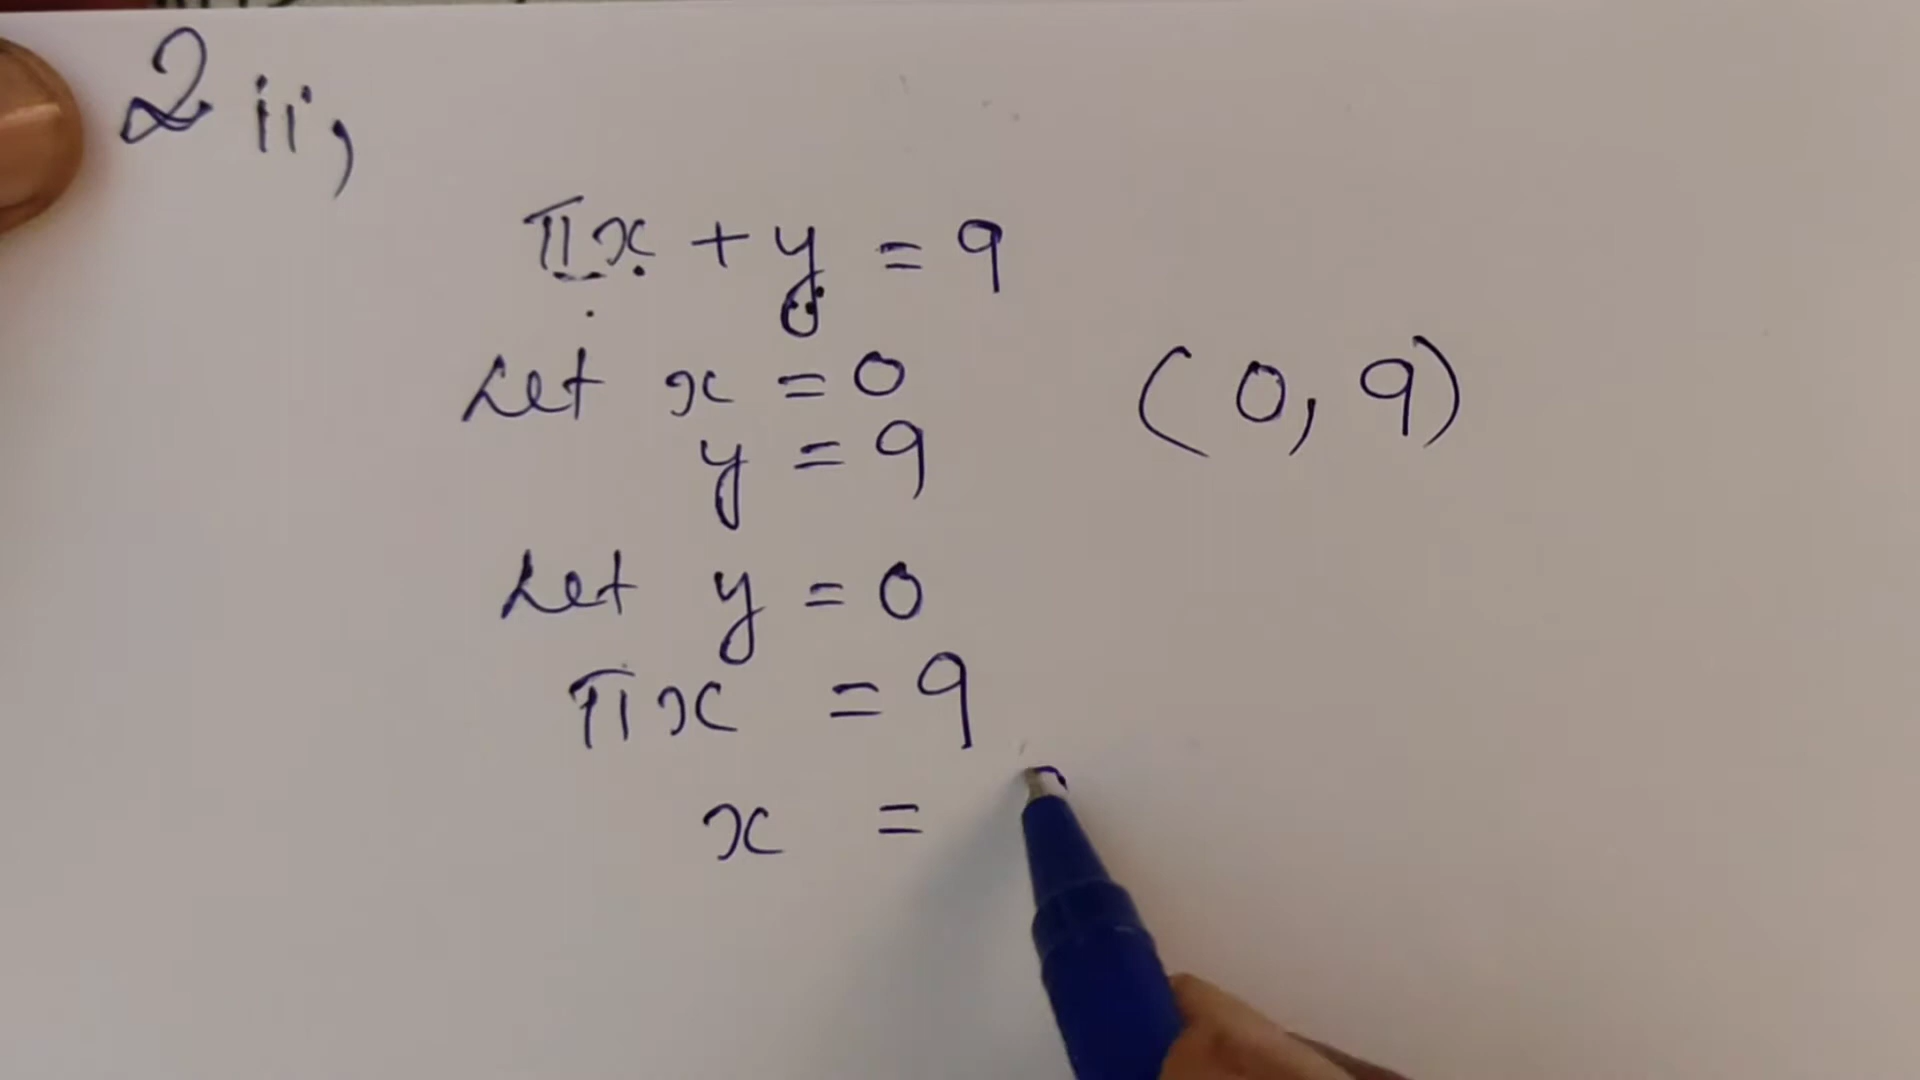 2 ii,
πx + y = 9
Let x = 0 (0, 9)
y = 9
Let y = 0
πx = 9
x =